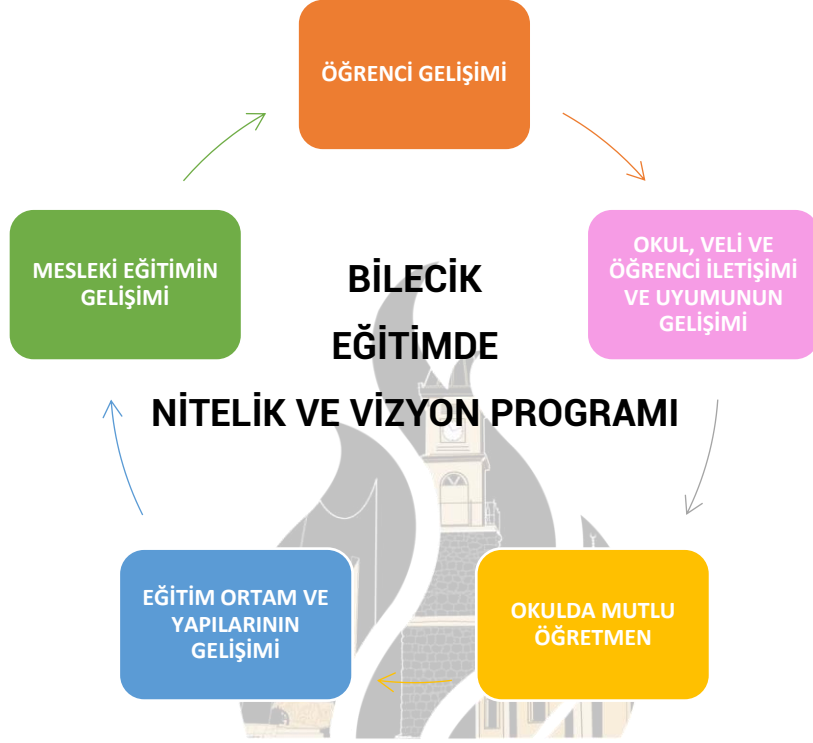 ÖĞRENCİ GELİŞİMİ
OKUL, VELİ VE
ÖĞRENCİ İLETİŞİMİ
VE UYUMUNUN
GELİŞİMİ
MESLEKİ EĞİTİMİN
GELİŞİMİ
BİLECİK
EĞİTİMDE
NİTELİK VE VİZYON PROGRAMI
EĞİTİM ORTAM VE
YAPILARININ
GELİŞİMİ
OKULDA MUTLU
ÖĞRETMEN